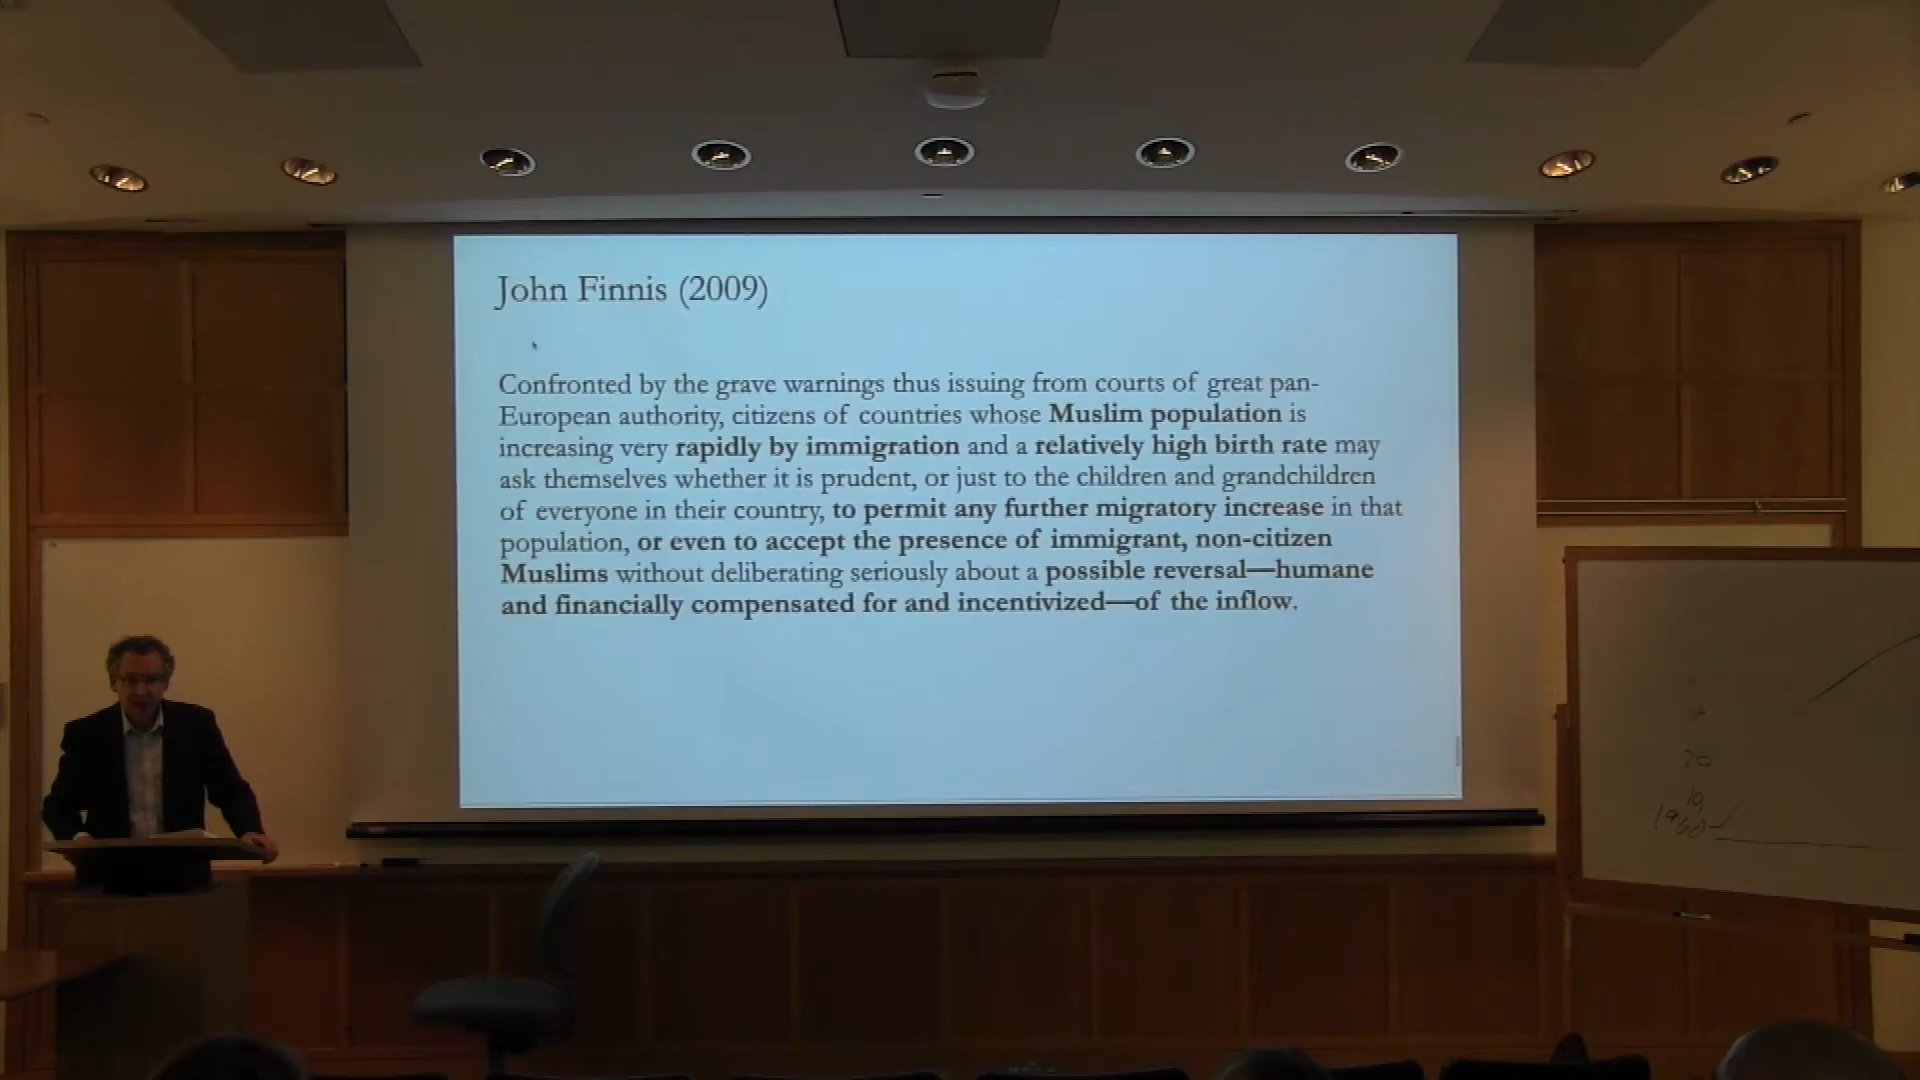 John Finnis (2009)
Confronted by the grave warnings thus issuing from courts of great pan-
European authority, citizens of countries whose Muslim population is
increasing very rapidly by immigration and a relatively high birth rate may
ask themselves whether it is prudent, or just to the children and grandchildren
of everyone in their country, to permit any further migratory increase in that
population, or even to accept the presence of immigrant, non-citizen
Muslims without deliberating seriously about a possible reversal—humane
and financially compensated for and incentivized—of the inflow.
20
10